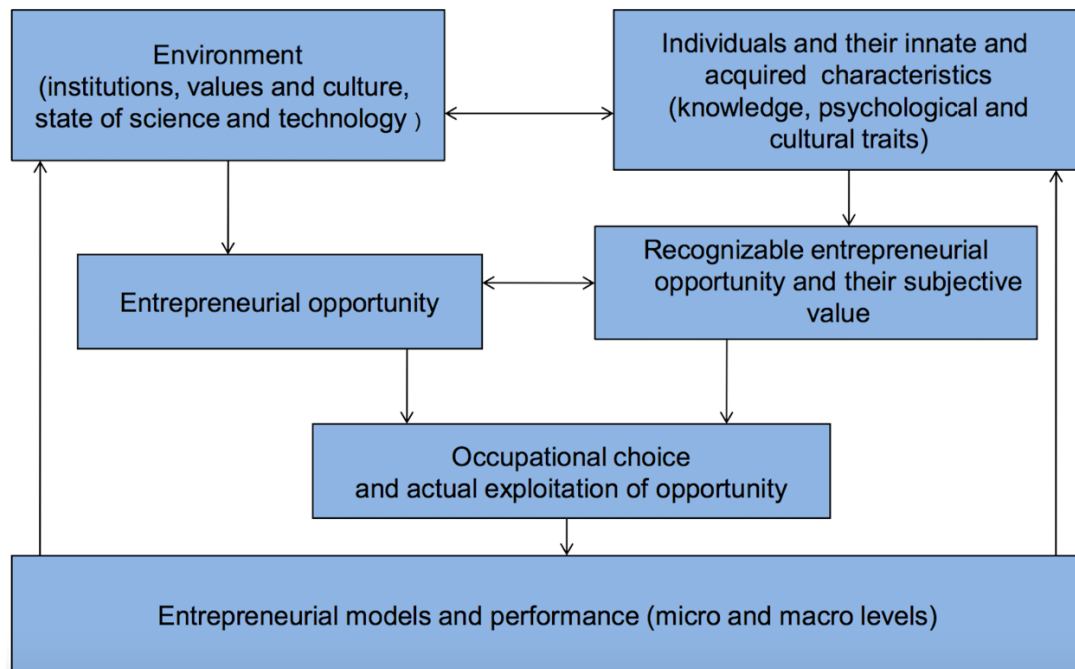 Environment
(institutions, values and culture,
state of science and technology )
Individuals and their innate and
acquired characteristics
(knowledge, psychological and
cultural traits)
Entrepreneurial opportunity
Recognizable entrepreneurial
opportunity and their subjective
value
Occupational choice
and actual exploitation of opportunity
Entrepreneurial models and performance (micro and macro levels)